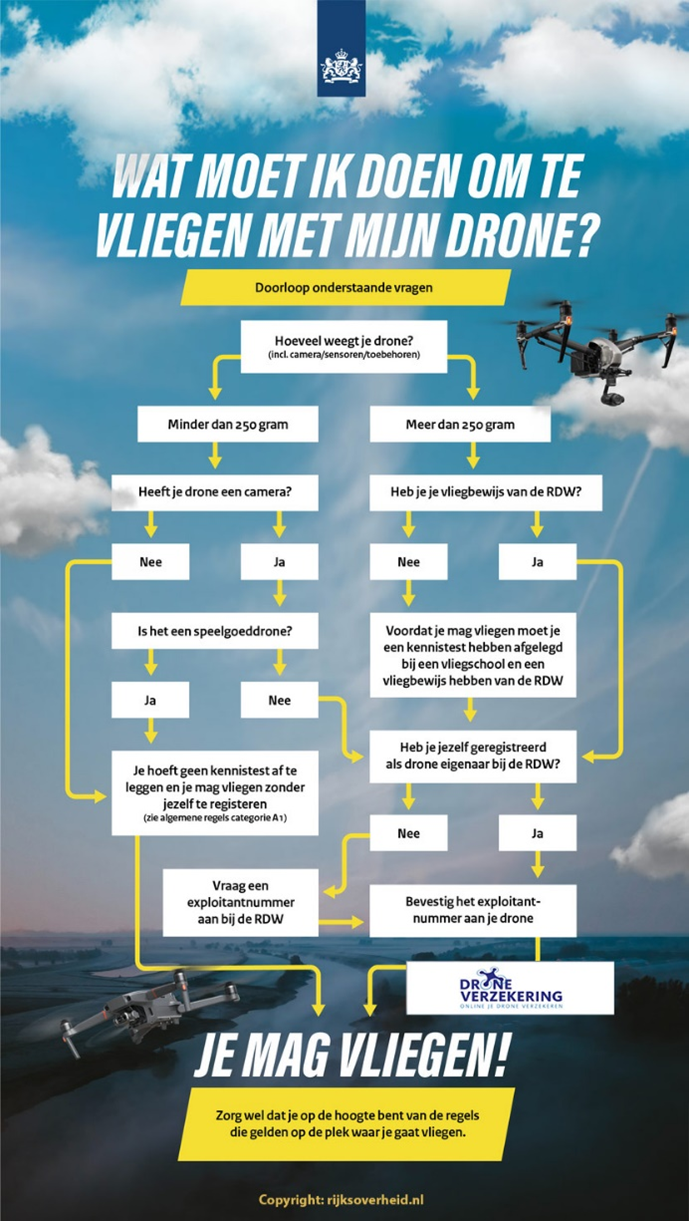 WAT MOET IK DOEN OM TE
VLIEGEN MET MIJN DRONE?
Doorloop onderstaande vragen
Hoeveel weegt je drone?
(incl. camera/sensoren/toebehoren)
Minder dan 250 gram
Meer dan 250 gram
Heeft je drone een camera?
Heb je je vliegbewijs van de RDW?
Nee
Ja
Nee
Ja
Is het een speelgoeddrone?
Voordat je mag vliegen moet je
een kennistest hebben afgelegd
bij een vliegschool en een
vliegbewijs hebben van de RDW
Ja
Nee
Heb je jezelf geregistreerd
als drone eigenaar bij de RDW?
Je hoeft geen kennistest af te
leggen en je mag vliegen zonder
jezelf te registeren
(zie algemene regels categorie A1)
Nee
Ja
Vraag een
exploitantnummer
aan bij de RDW
Bevestig het exploitant-
nummer aan je drone
DRONE
VERZEKERING
ONLINE JE DRONE VERZEKEREN
JE MAG VLIEGEN!
Zorg wel dat je op de hoogte bent van de regels
die gelden op de plek waar je gaat vliegen.
Copyright: rijksoverheid.nl